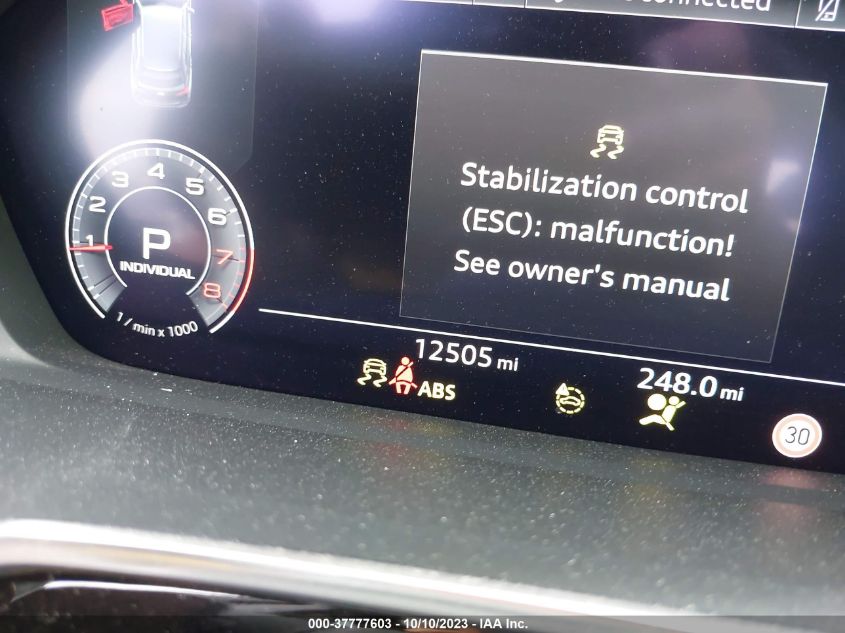 connected
Stabilization control
(ESC): malfunction!
See owner's manual
1
2
3
4
5
6
7
8
P
INDIVIDUAL
1 / min x 1000
12505 mi
248.0 mi
ABS
30
000-37777603 - 10/10/2023 - IAA Inc.